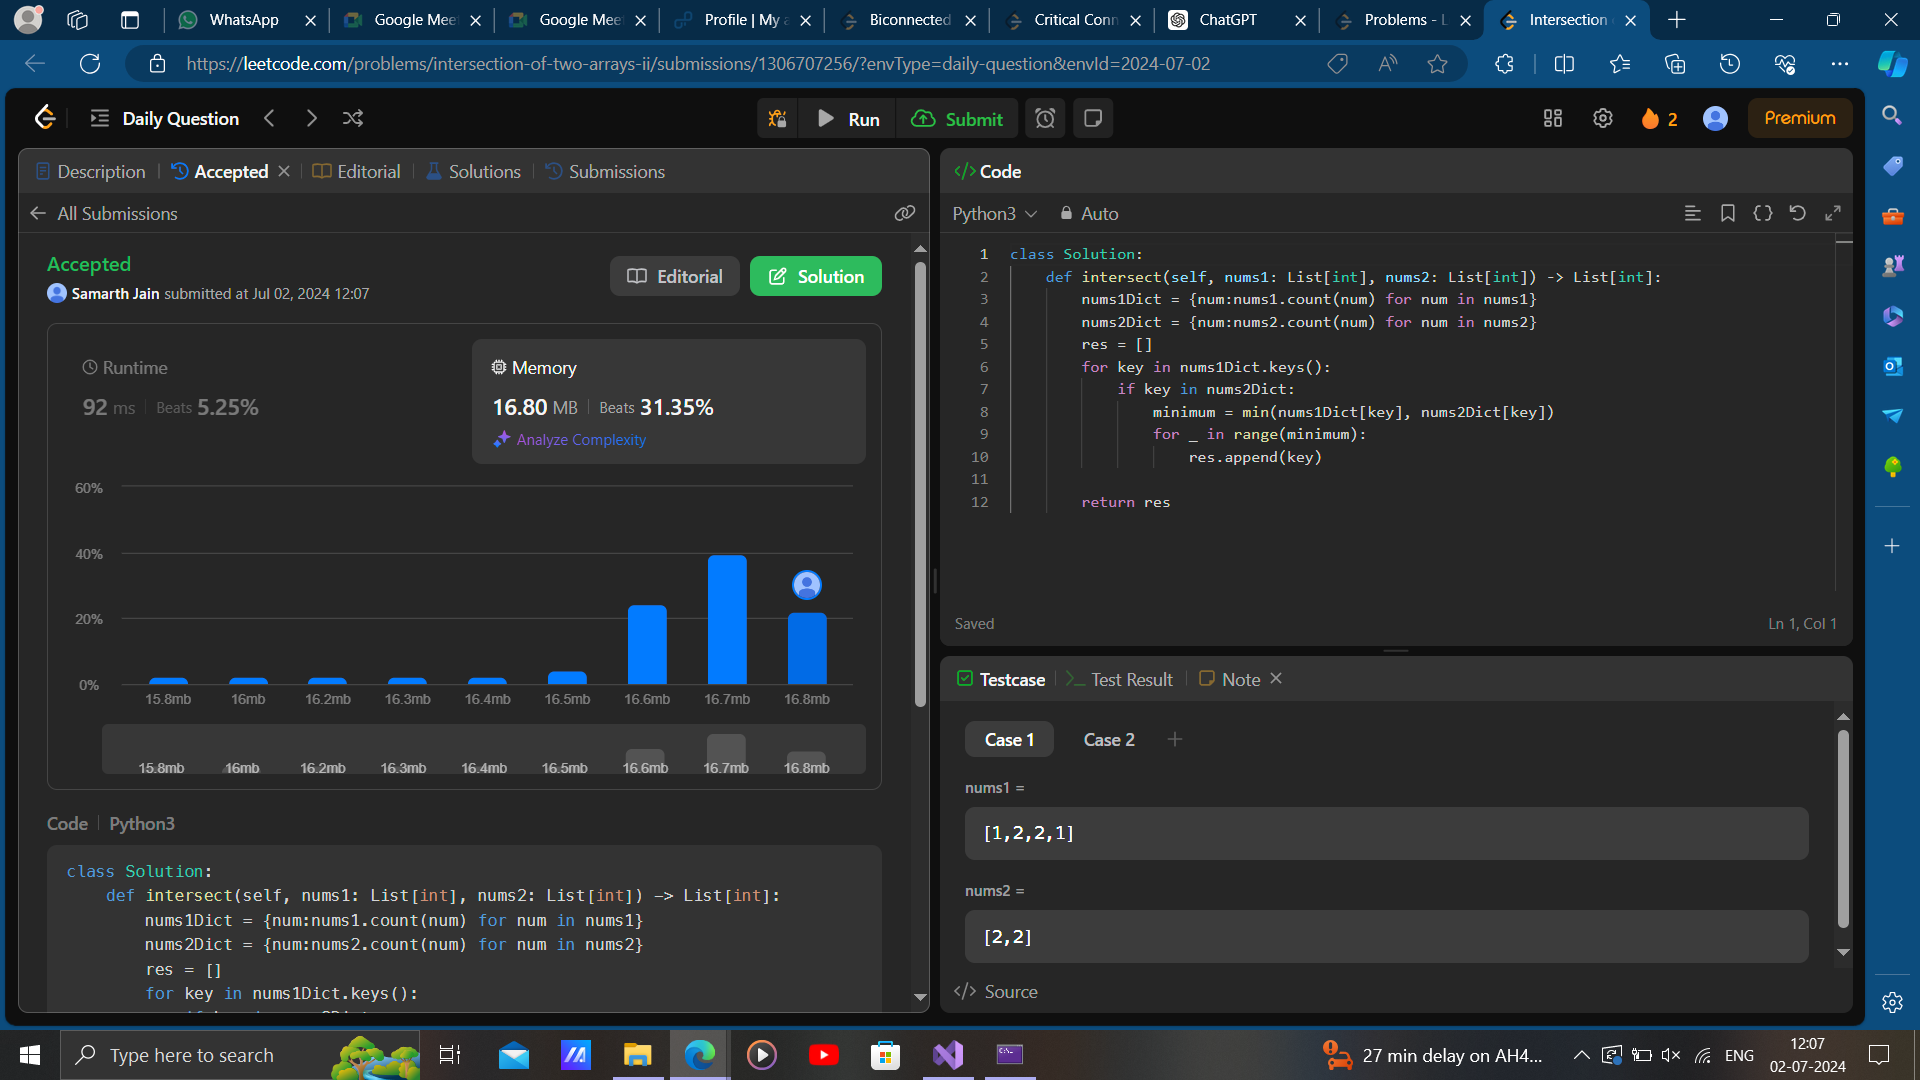 WhatsApp
Google Mee
Google Mee
Profile | My a
Biconnected
Critical Conn
ChatGPT
Problems - L
Intersection
https://leetcode.com/problems/intersection-of-two-arrays-ii/submissions/1306707256/?envType=daily-question&envId=2024-07-02
Daily Question
Run
Submit
2
Premium
Description
Accepted
Editorial
Solutions
Submissions
All Submissions
Accepted
Samarth Jain submitted at Jul 02, 2024 12:07
Editorial
Solution
Runtime
92 ms
Beats 5.25%
Memory
16.80 MB
Beats 31.35%
Analyze Complexity
60%
40%
20%
0%
15.8mb 16mb 16.2mb 16.3mb 16.4mb 16.5mb 16.6mb 16.7mb 16.8mb
15.8mb 16mb 16.2mb 16.3mb 16.4mb 16.5mb 16.6mb 16.7mb 16.8mb
Code | Python3
class Solution:
def intersect(self, nums1: List[int], nums2: List[int]) -> List[int]:
nums1Dict = {num:nums1.count(num) for num in nums1}
nums2Dict = {num:nums2.count(num) for num in nums2}
res = []
for key in nums1Dict.keys():
</> Code
Python3
Auto
1 class Solution:
2 def intersect(self, nums1: List[int], nums2: List[int]) -> List[int]:
3 nums1Dict = {num:nums1.count(num) for num in nums1}
4 nums2Dict = {num:nums2.count(num) for num in nums2}
5 res = []
6 for key in nums1Dict.keys():
7 if key in nums2Dict:
8 minimum = min(nums1Dict[key], nums2Dict[key])
9 for _ in range(minimum):
10 res.append(key)
11
12 return res
Saved
Ln 1, Col 1
Testcase
Test Result
Note
Case 1
Case 2
nums1 =
[1,2,2,1]
nums2 =
[2,2]
</> Source
Type here to search
27 min delay on AH4...
ENG
12:07
02-07-2024